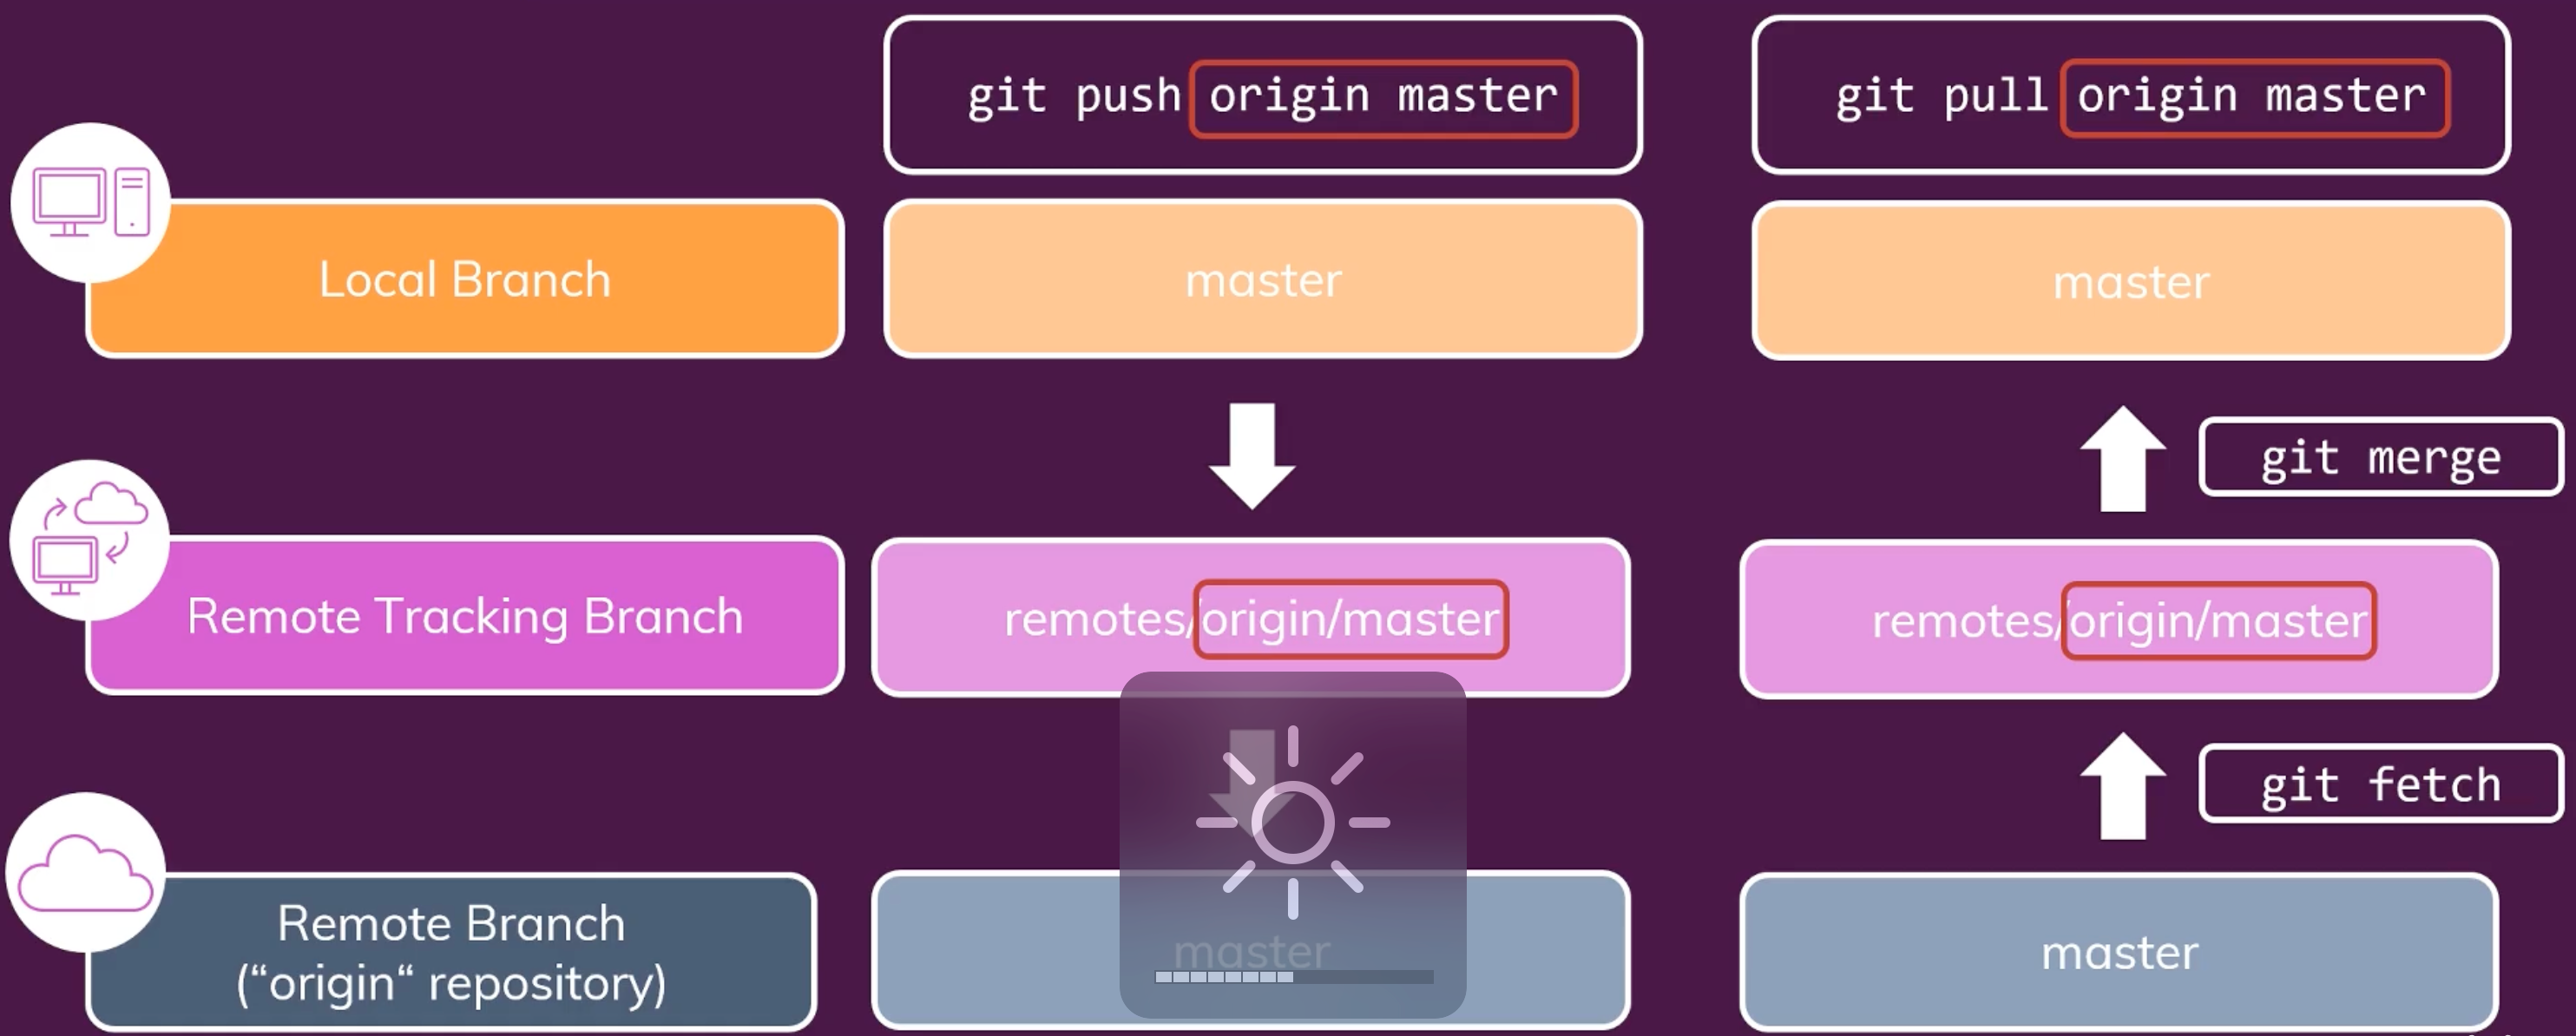 git push origin master
git pull origin master
Local Branch
master
master
git merge
Remote Tracking Branch
remotes/origin/master
remotes/origin/master
git fetch
Remote Branch
(“origin“ repository)
master
master